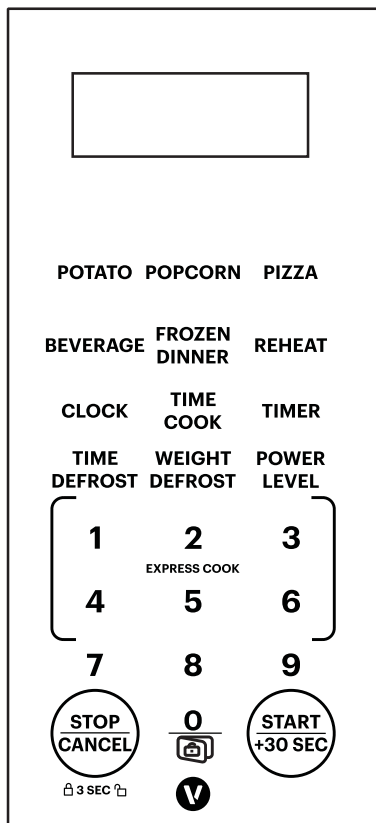 POTATO POPCORN PIZZA
BEVERAGE FROZEN DINNER REHEAT
CLOCK TIME COOK TIMER
TIME DEFROST WEIGHT DEFROST POWER LEVEL
1 2 3
EXPRESS COOK
4 5 6
7 8 9
STOP 0 START
CANCEL +30 SEC
3 SEC
V